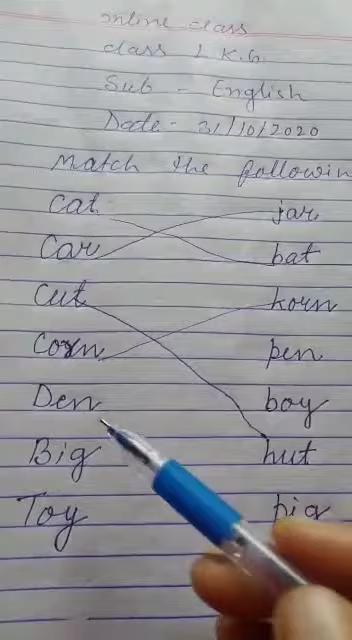 online class
class L.K.G.
Sub - English
Date - 31/10/2020
Match the followin
Cat jar
Car bat
Cut horn
Corn pen
Den boy
Big hut
Toy pig